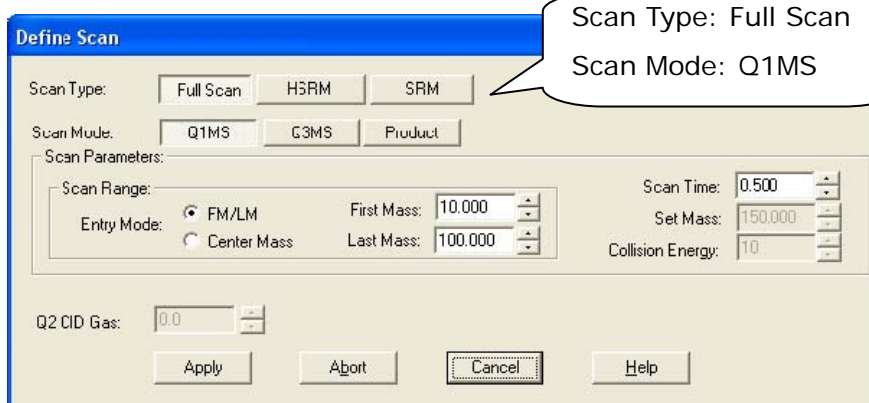 Scan Type: Full Scan
Scan Mode: Q1MS
Define Scan
Scan Type: Full Scan HSRM SRM
Scan Mode: Q1MS Q3MS Product
Scan Parameters:
Scan Range:
Entry Mode: FM/LM
Center Mass
First Mass: 10.000
Last Mass: 100.000
Scan Time: 0.500
Set Mass: 150.000
Collision Energy: 10
Q2 CID Gas: 0.0
Apply Abort Cancel Help